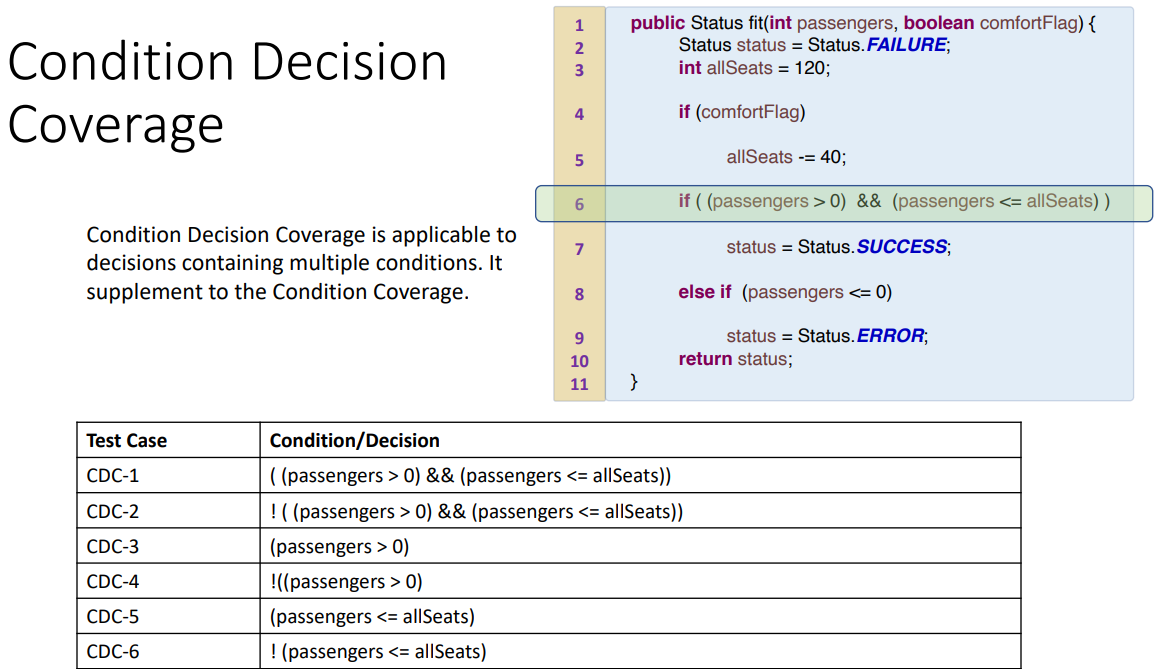 Condition Decision
Coverage
Condition Decision Coverage is applicable to
decisions containing multiple conditions. It
supplement to the Condition Coverage.
1 public Status fit(int passengers, boolean comfortFlag) {
2 Status status = Status.FAILURE;
3 int allSeats = 120;
4 if (comfortFlag)
5 allSeats -= 40;
6 if ( (passengers > 0) && (passengers <= allSeats) )
7 status = Status.SUCCESS;
8 else if (passengers <= 0)
9 status = Status.ERROR;
10 return status;
11 }
Test Case Condition/Decision
CDC-1 ( (passengers > 0) && (passengers <= allSeats))
CDC-2 ! ( (passengers > 0) && (passengers <= allSeats))
CDC-3 (passengers > 0)
CDC-4 !((passengers > 0)
CDC-5 (passengers <= allSeats)
CDC-6 ! (passengers <= allSeats)